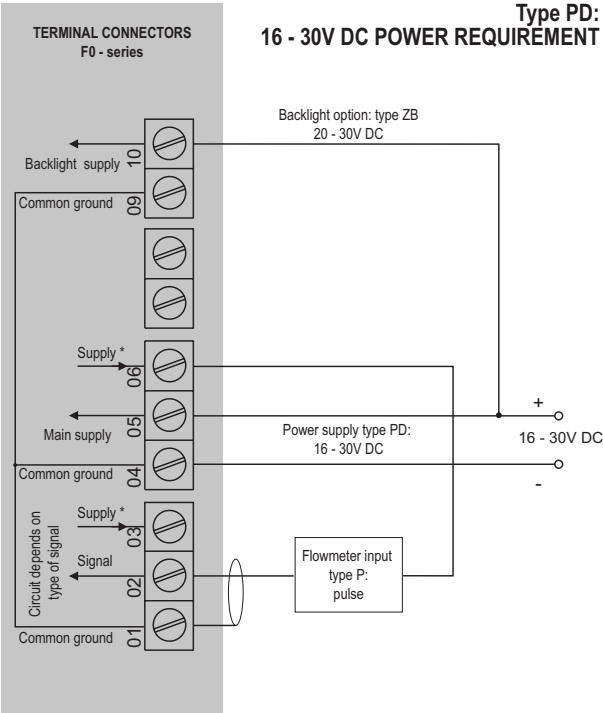 Type PD:
16 - 30V DC POWER REQUIREMENT
TERMINAL CONNECTORS
F0 - series
Backlight option: type ZB
20 - 30V DC
Backlight supply
10
Common ground
09
Supply *
06
Main supply
05
Power supply type PD:
16 - 30V DC
+
16 - 30V DC
-
Common ground
04
Supply *
03
Circuit depends on
type of signal
Signal
02
Flowmeter input
type P:
pulse
Common ground
01